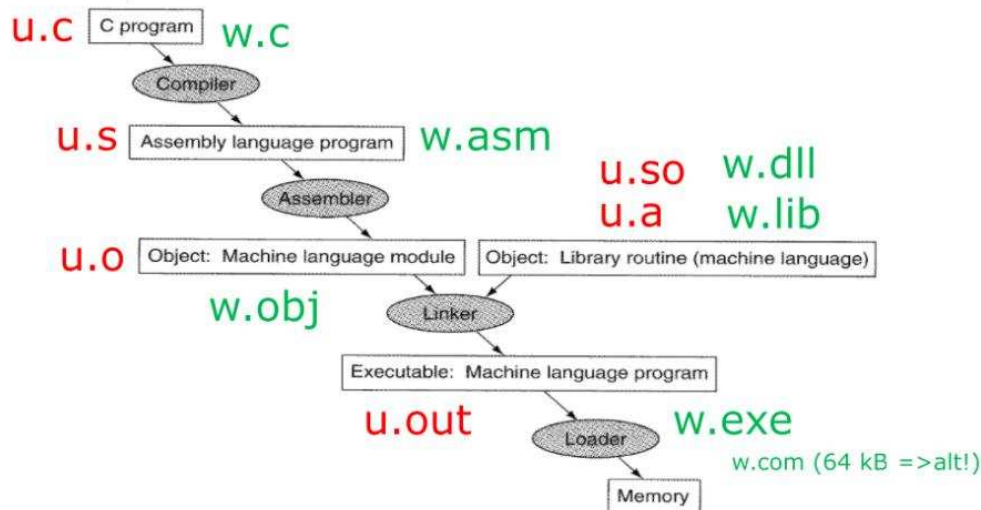 u.c C program w.c
Compiler
u.s Assembly language program w.asm
u.so w.dll
Assembler
u.a w.lib
u.o Object: Machine language module Object: Library routine (machine language)
w.obj
Linker
Executable: Machine language program
u.out w.exe
Loader
w.com (64 kB =>alt!)
Memory